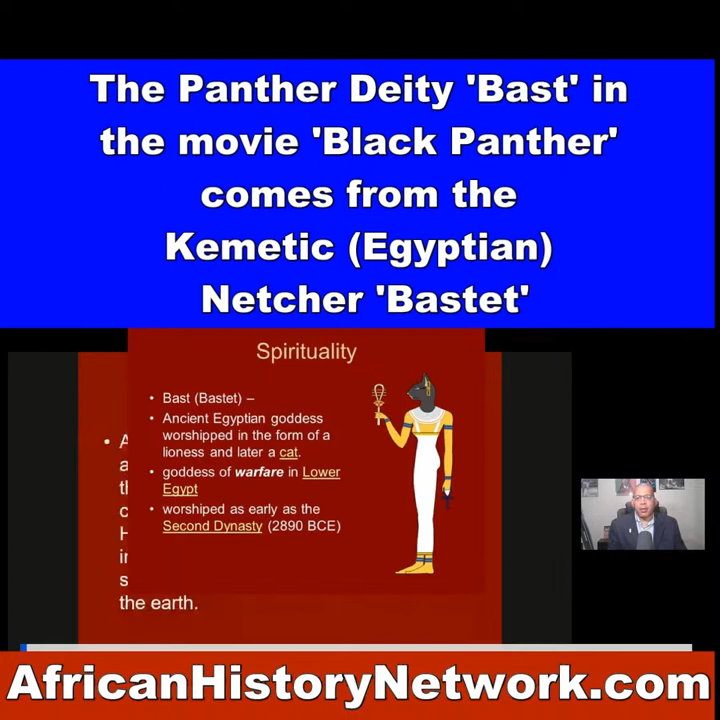 The Panther Deity 'Bast' in
the movie 'Black Panther'
comes from the
Kemetic (Egyptian)
Netcher 'Bastet'
Spirituality
• Bast (Bastet) –
• Ancient Egyptian goddess
worshipped in the form of a
lioness and later a cat.
• goddess of warfare in Lower
Egypt
• worshiped as early as the
Second Dynasty (2890 BCE)
the earth.
AfricanHistoryNetwork.com